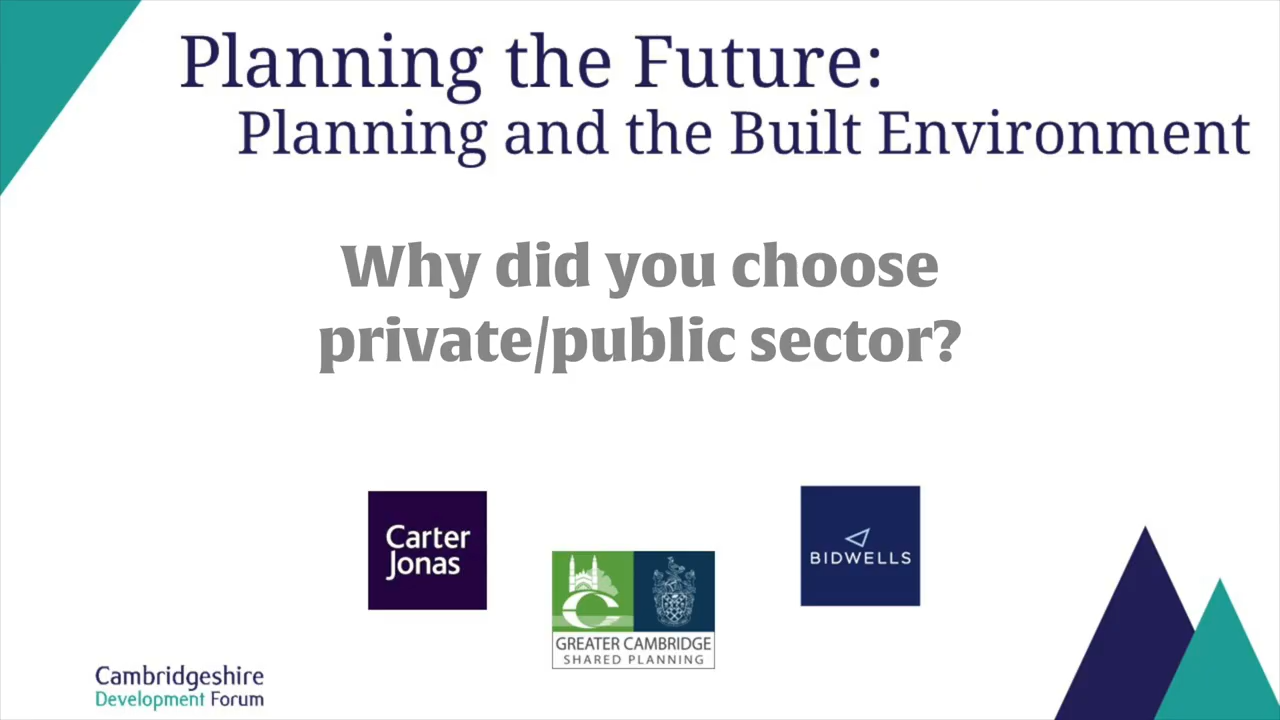 Planning the Future:
Planning and the Built Environment
Why did you choose
private/public sector?
Carter
Jonas
GREATER CAMBRIDGE
SHARED PLANNING
BIDWELLS
Cambridgeshire
Development Forum